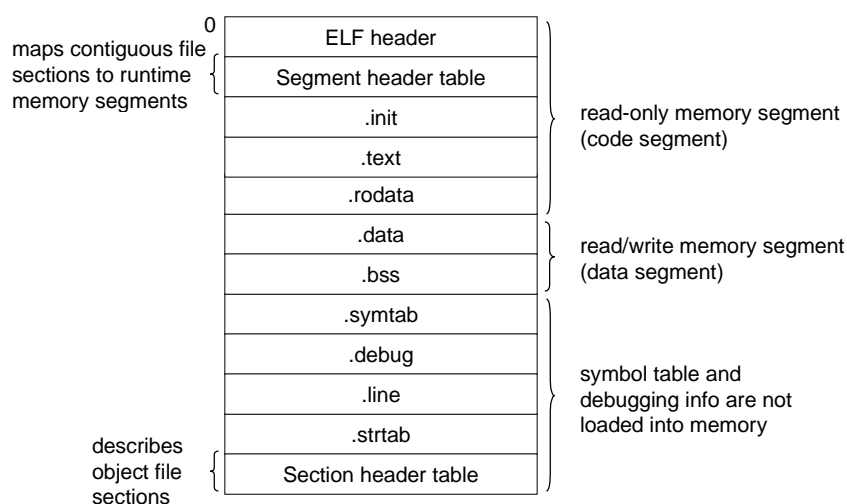 0
ELF header
maps contiguous file
sections to runtime
memory segments
Segment header table
.init
.text
.rodata
read-only memory segment
(code segment)
.data
.bss
read/write memory segment
(data segment)
.symtab
.debug
.line
.strtab
symbol table and
debugging info are not
loaded into memory
describes
object file
sections
Section header table